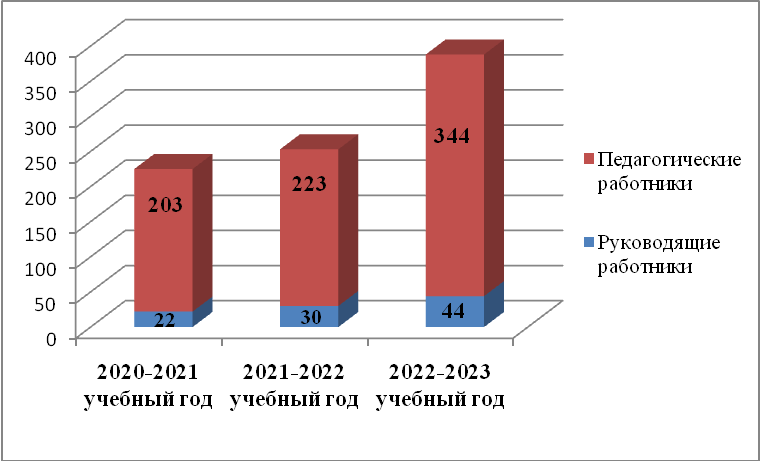 400
350
300
250
200
150
100
50
0
203
22
223
30
344
44
2020-2021
учебный год
2021-2022
учебный год
2022-2023
учебный год
Педагогические
работники
Руководящие
работники